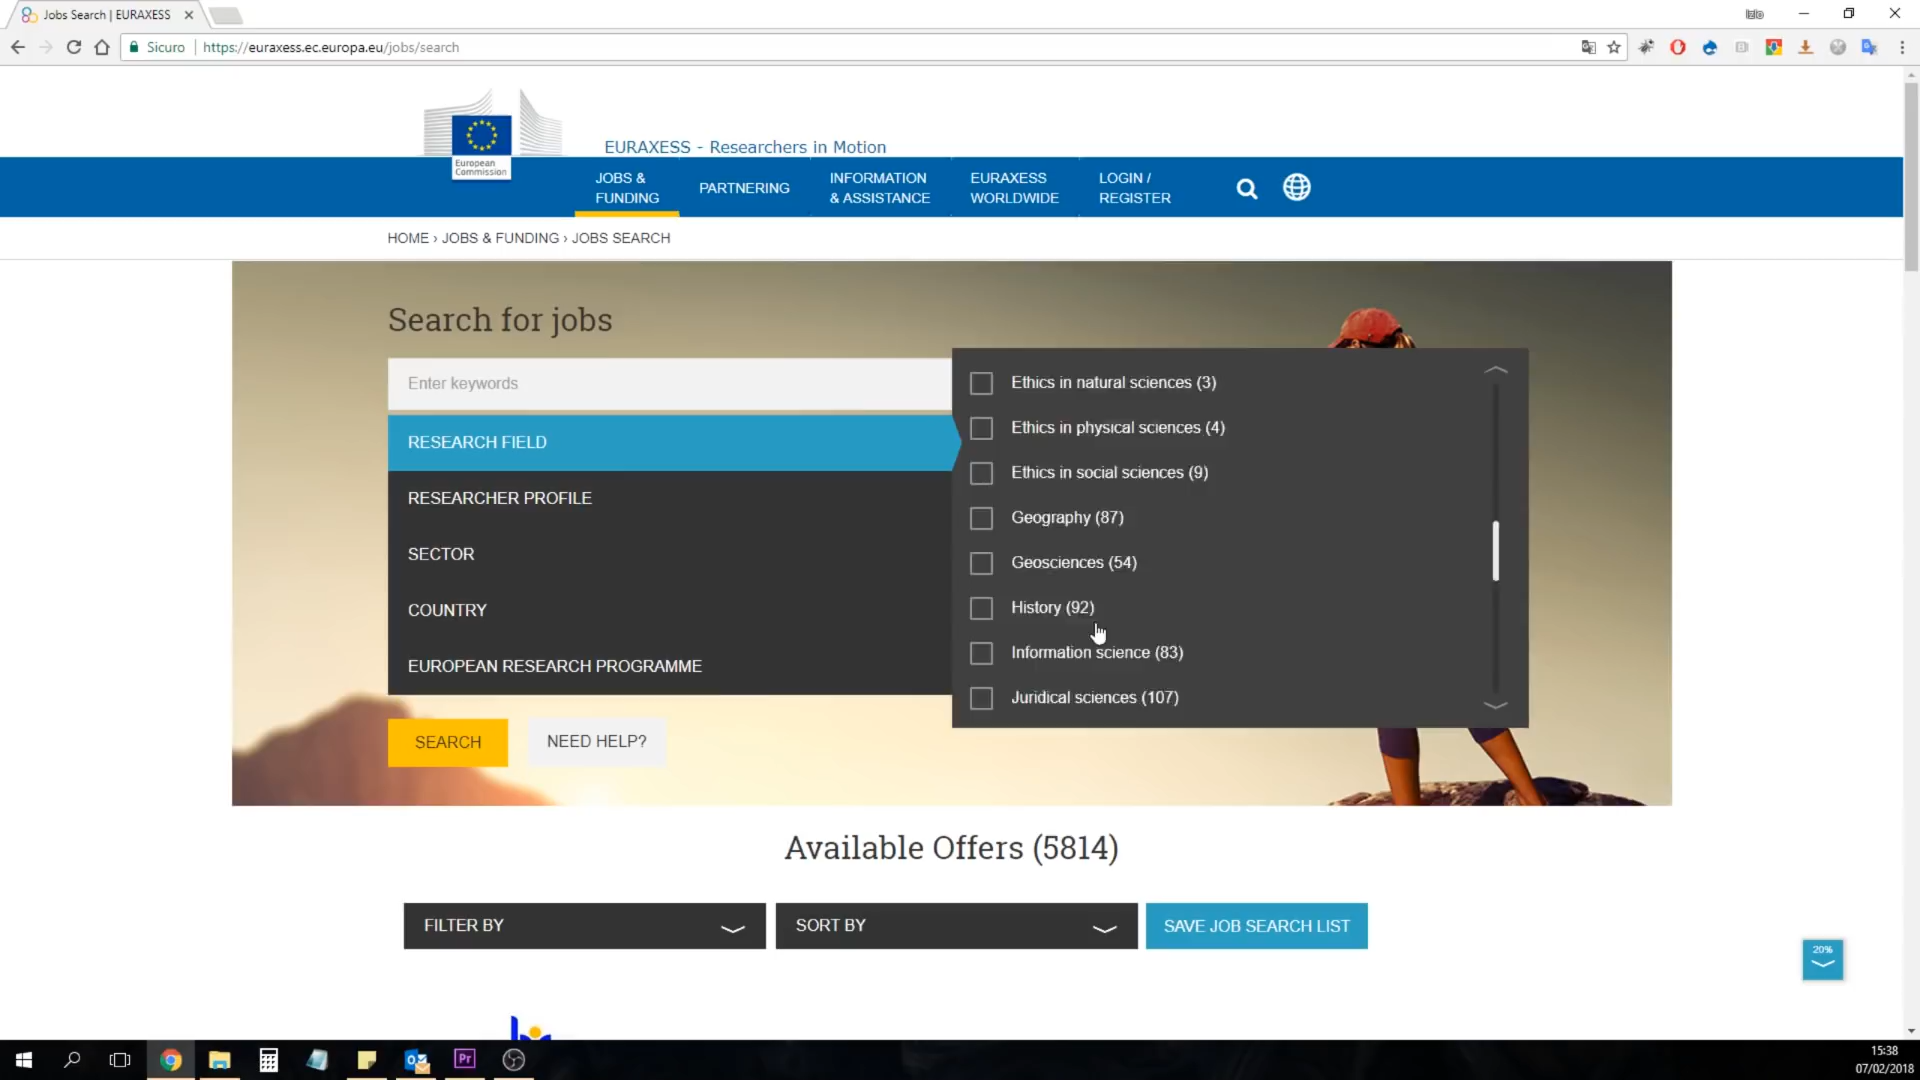 Jobs Search | EURAXESS
Sicuro
https://euraxess.ec.europa.eu/jobs/search
European
Commission
EURAXESS - Researchers in Motion
JOBS &
FUNDING
PARTNERING
INFORMATION
& ASSISTANCE
EURAXESS
WORLDWIDE
LOGIN /
REGISTER
HOME › JOBS & FUNDING › JOBS SEARCH
Search for jobs
Enter keywords
RESEARCH FIELD
RESEARCHER PROFILE
SECTOR
COUNTRY
EUROPEAN RESEARCH PROGRAMME
Ethics in natural sciences (3)
Ethics in physical sciences (4)
Ethics in social sciences (9)
Geography (87)
Geosciences (54)
History (92)
Information science (83)
Juridical sciences (107)
SEARCH
NEED HELP?
Available Offers (5814)
FILTER BY
SORT BY
SAVE JOB SEARCH LIST
20%
Pr
15:38
07/02/2018